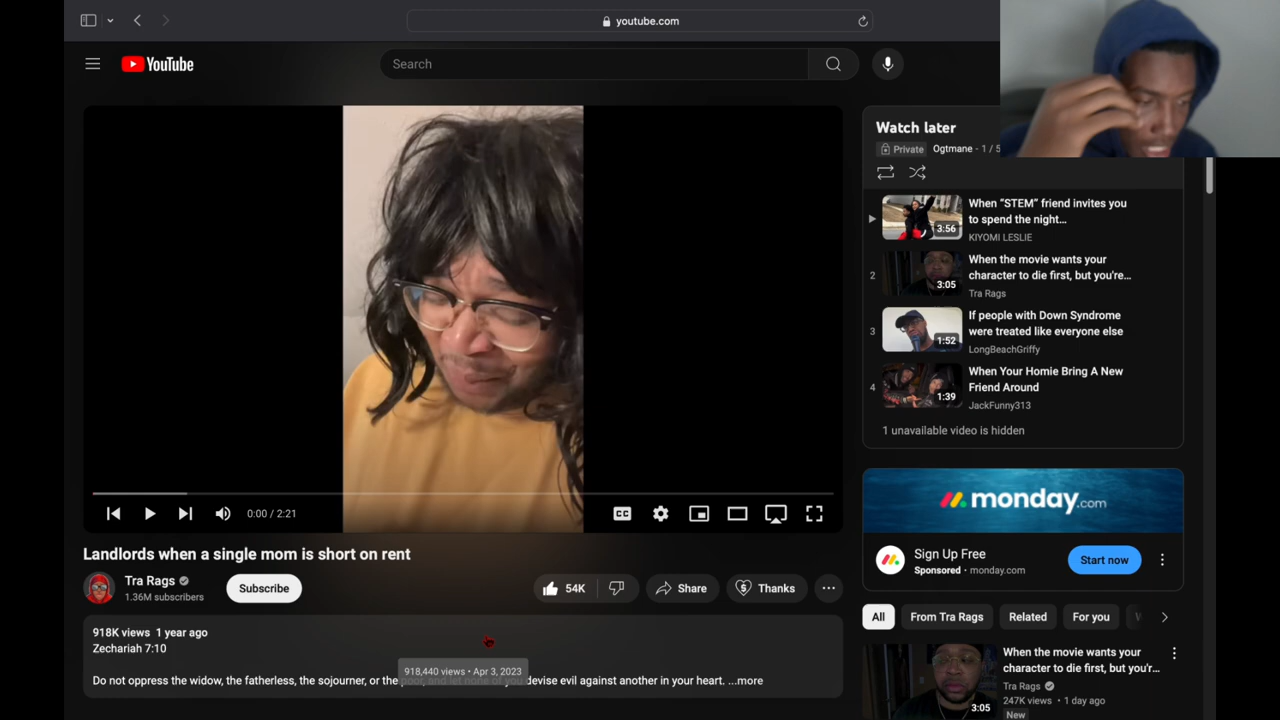 youtube.com
YouTube
Search
Watch later
Private Ogtmane - 1 / 5
When “STEM” friend invites you
to spend the night...
KIYOMI LESLIE
3:56
2
When the movie wants your
character to die first, but you're...
Tra Rags
3:05
3
If people with Down Syndrome
were treated like everyone else
LongBeachGriffy
1:52
4
When Your Homie Bring A New
Friend Around
JackFunny313
1:39
1 unavailable video is hidden
0:00 / 2:21
CC
monday.com
Sign Up Free
Sponsored • monday.com
Start now
Landlords when a single mom is short on rent
Tra Rags
1.36M subscribers
Subscribe
54K
Share
Thanks
All
From Tra Rags
Related
For you
918K views 1 year ago
Zechariah 7:10
918,440 views • Apr 3, 2023
Do not oppress the widow, the fatherless, the sojourner, or the devise evil against another in your heart. ...more
When the movie wants your
character to die first, but you'r...
Tra Rags
247K views • 1 day ago
New
3:05